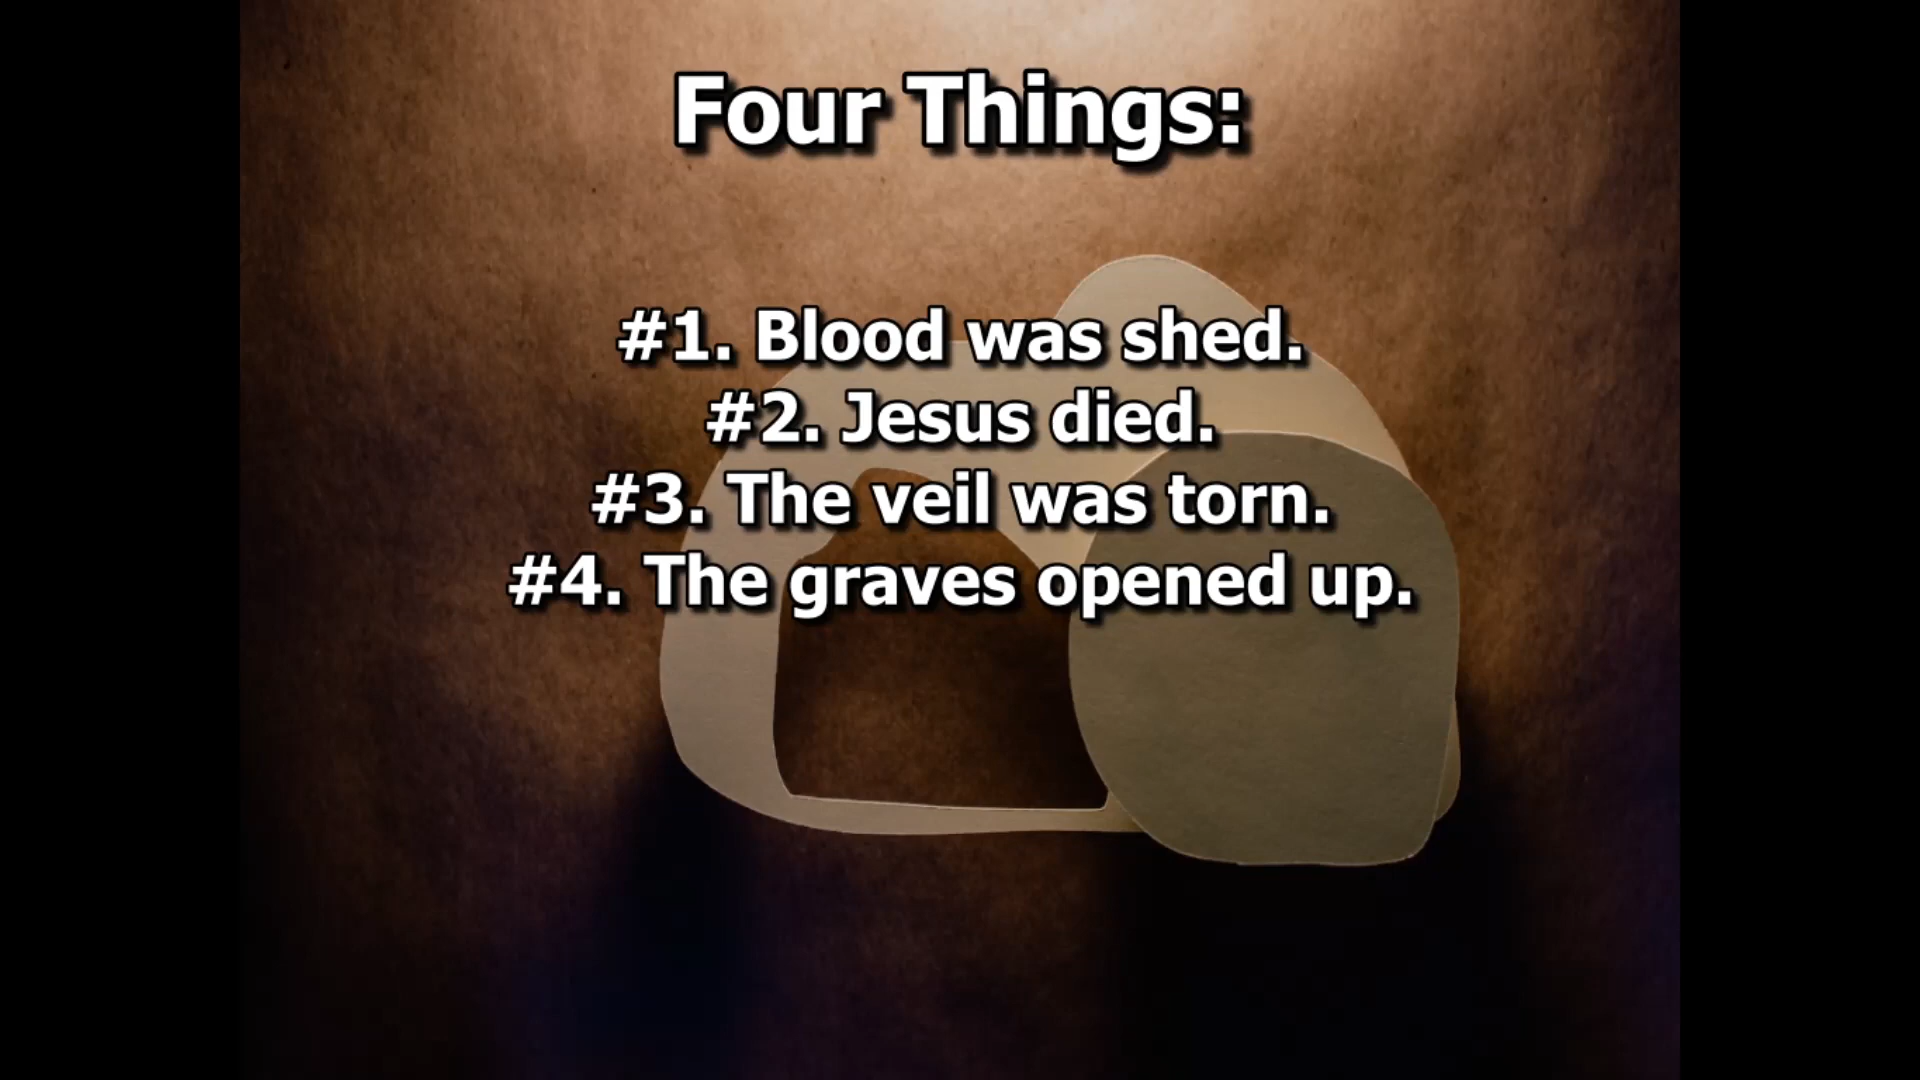 Four Things:
#1. Blood was shed.
#2. Jesus died.
#3. The veil was torn.
#4. The graves opened up.